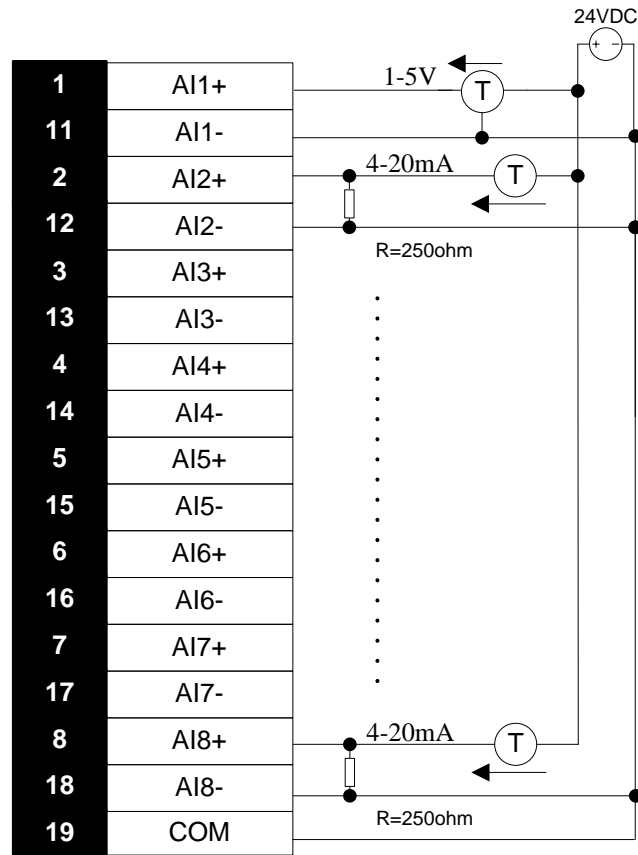 24VDC
+ -
1 AI1+ 1-5V T
11 AI1-
2 AI2+ 4-20mA T
12 AI2-
R=250ohm
3 AI3+
13 AI3-
4 AI4+
14 AI4-
5 AI5+
15 AI5-
6 AI6+
16 AI6-
7 AI7+
17 AI7-
8 AI8+ 4-20mA T
18 AI8-
R=250ohm
19 COM